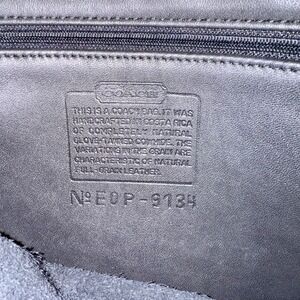 COACH
THIS IS A COACH BAG. IT WAS
HANDCRAFTED IN COSTA RICA
OF COMPLETELY NATURAL
GLOVE-TANNED COWHIDE. THE
VARIATIONS IN THE GRAIN ARE
CHARACTERISTIC OF NATURAL
FULL-GRAIN LEATHER.
No EOP-9134